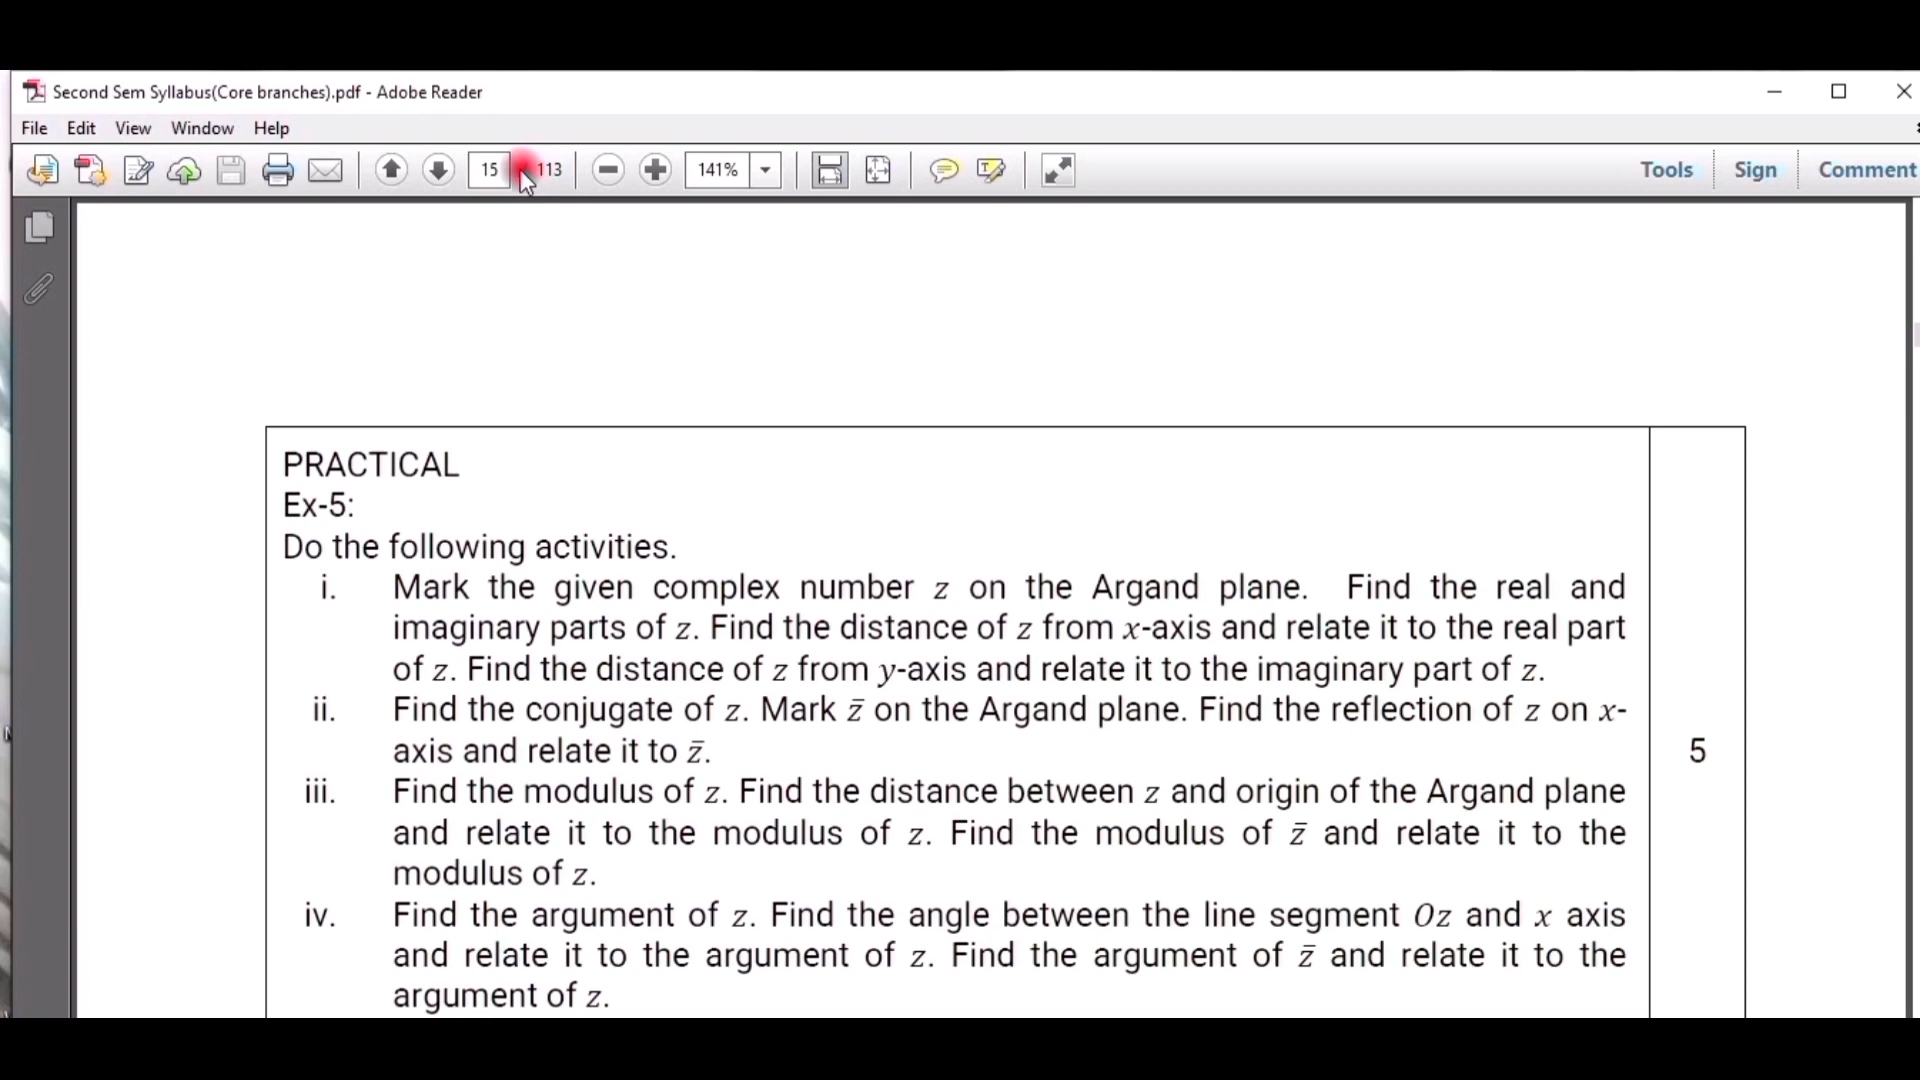 Second Sem Syllabus(Core branches).pdf - Adobe Reader
File Edit View Window Help
15 113 141% Tools Sign Comment
PRACTICAL
Ex-5:
Do the following activities.
i. Mark the given complex number z on the Argand plane. Find the real and
imaginary parts of z. Find the distance of z from x-axis and relate it to the real part
of z. Find the distance of z from y-axis and relate it to the imaginary part of z.
ii. Find the conjugate of z. Mark z̄ on the Argand plane. Find the reflection of z on x-
axis and relate it to z̄.
5
iii. Find the modulus of z. Find the distance between z and origin of the Argand plane
and relate it to the modulus of z. Find the modulus of z̄ and relate it to the
modulus of z.
iv. Find the argument of z. Find the angle between the line segment Oz and x axis
and relate it to the argument of z. Find the argument of z̄ and relate it to the
argument of z.